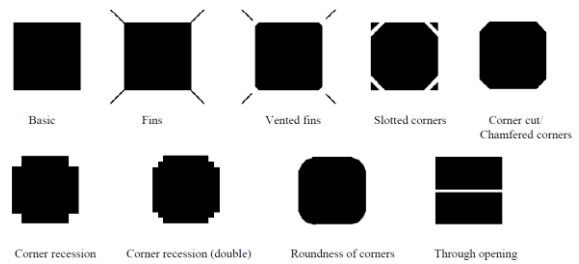 Basic
Fins
Vented fins
Slotted corners
Corner cut/
Chamfered corners
Corner recession
Corner recession (double)
Roundness of corners
Through opening